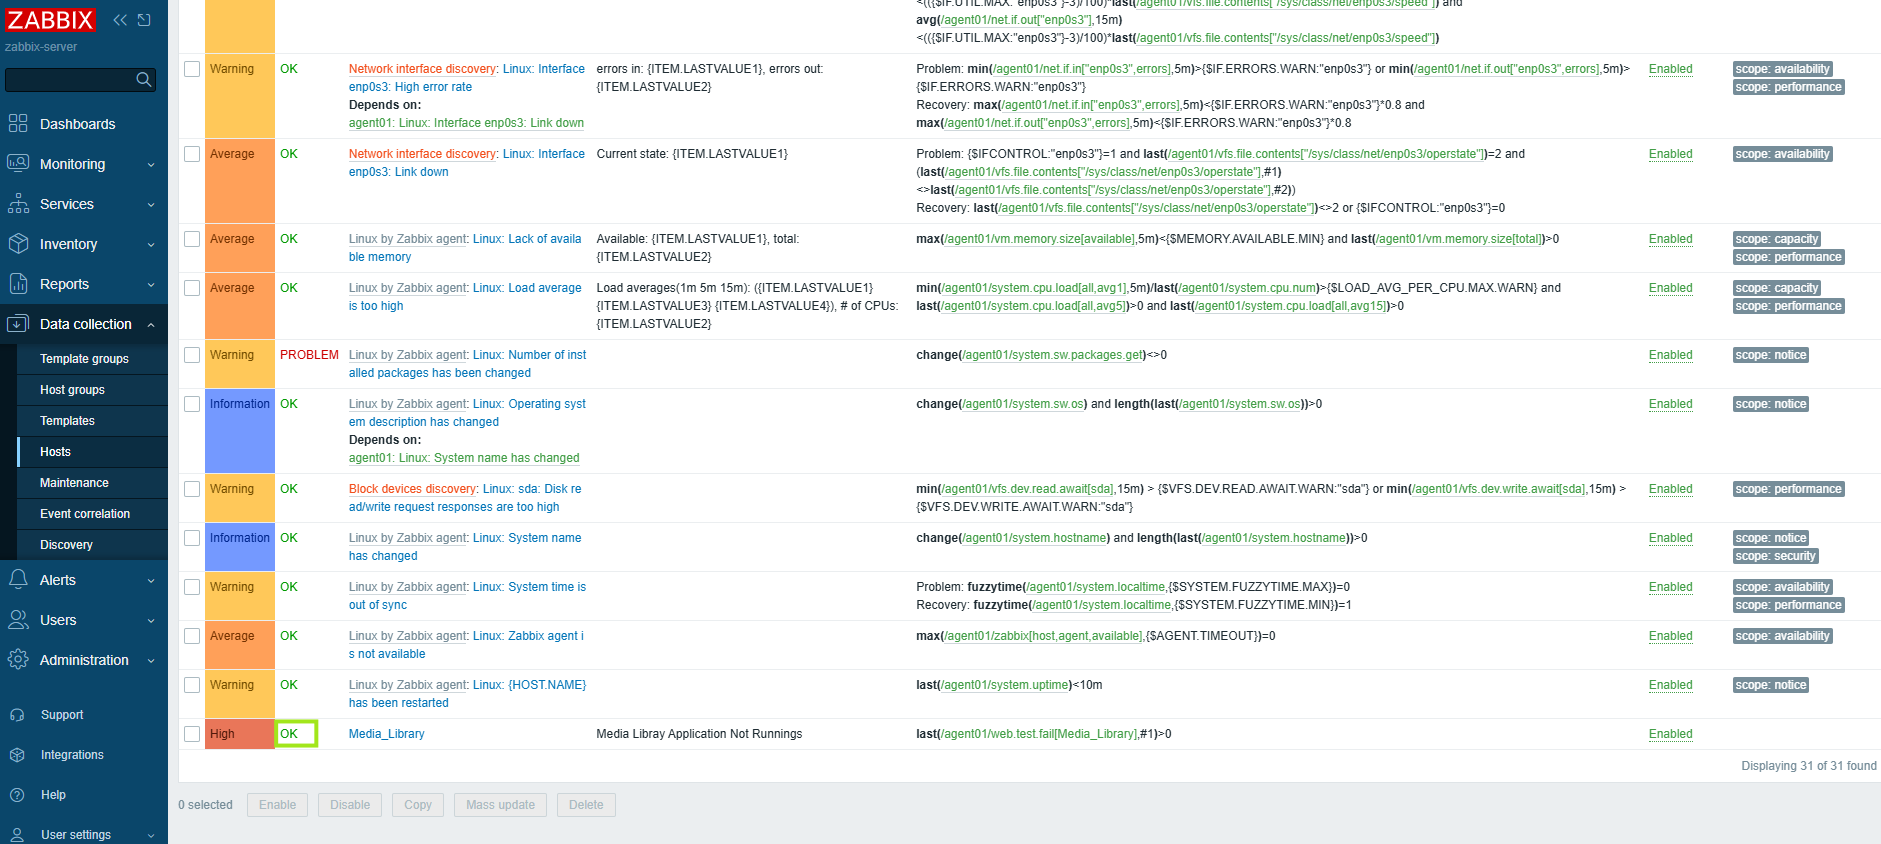 ZABBIX
zabbix-server
Dashboards
Monitoring
Services
Inventory
Reports
Data collection
Template groups
Host groups
Templates
Hosts
Maintenance
Event correlation
Discovery
Alerts
Users
Administration
Support
Integrations
Help
User settings
<(({$IF.UTIL.MAX:"enp0s3"}-3)/100)*last(/agent01/vfs.file.contents["/sys/class/net/enp0s3/speed"]) and
avg(/agent01/net.if.out["enp0s3"],15m)
<(({$IF.UTIL.MAX:"enp0s3"}-3)/100)*last(/agent01/vfs.file.contents["/sys/class/net/enp0s3/speed"])
Warning OK Network interface discovery: Linux: Interface errors in: {ITEM.LASTVALUE1}, errors out: Problem: min(/agent01/net.if.in["enp0s3",errors],5m)>{$IF.ERRORS.WARN:"enp0s3"} or min(/agent01/net.if.out["enp0s3",errors],5m)> Enabled scope: availability
enp0s3: High error rate {ITEM.LASTVALUE2} {$IF.ERRORS.WARN:"enp0s3"} scope: performance
Depends on: Recovery: max(/agent01/net.if.in["enp0s3",errors],5m)<{$IF.ERRORS.WARN:"enp0s3"}*0.8 and
agent01: Linux: Interface enp0s3: Link down max(/agent01/net.if.out["enp0s3",errors],5m)<{$IF.ERRORS.WARN:"enp0s3"}*0.8
Average OK Network interface discovery: Linux: Interface Current state: {ITEM.LASTVALUE1} Problem: {$IFCONTROL:"enp0s3"}=1 and last(/agent01/vfs.file.contents["/sys/class/net/enp0s3/operstate"])=2 and Enabled scope: availability
enp0s3: Link down (last(/agent01/vfs.file.contents["/sys/class/net/enp0s3/operstate"],#1)
<>last(/agent01/vfs.file.contents["/sys/class/net/enp0s3/operstate"],#2))
Recovery: last(/agent01/vfs.file.contents["/sys/class/net/enp0s3/operstate"])<>2 or {$IFCONTROL:"enp0s3"}=0
Average OK Linux by Zabbix agent: Linux: Lack of availa Available: {ITEM.LASTVALUE1}, total: max(/agent01/vm.memory.size[available],5m)<{$MEMORY.AVAILABLE.MIN} and last(/agent01/vm.memory.size[total])>0 Enabled scope: capacity
ble memory {ITEM.LASTVALUE2} scope: performance
Average OK Linux by Zabbix agent: Linux: Load average Load averages(1m 5m 15m): ({ITEM.LASTVALUE1} min(/agent01/system.cpu.load[all,avg1],5m)/last(/agent01/system.cpu.num)>{$LOAD_AVG_PER_CPU.MAX.WARN} and Enabled scope: capacity
is too high {ITEM.LASTVALUE3} {ITEM.LASTVALUE4}), # of CPUs: last(/agent01/system.cpu.load[all,avg5])>0 and last(/agent01/system.cpu.load[all,avg15])>0 scope: performance
{ITEM.LASTVALUE2}
Warning PROBLEM Linux by Zabbix agent: Linux: Number of inst change(/agent01/system.sw.packages.get)<>0 Enabled scope: notice
alled packages has been changed
Information OK Linux by Zabbix agent: Linux: Operating syst change(/agent01/system.sw.os) and length(last(/agent01/system.sw.os))>0 Enabled scope: notice
em description has changed
Depends on:
agent01: Linux: System name has changed
Warning OK Block devices discovery: Linux: sda: Disk re min(/agent01/vfs.dev.read.await[sda],15m) > {$VFS.DEV.READ.AWAIT.WARN:"sda"} or min(/agent01/vfs.dev.write.await[sda],15m) > Enabled scope: performance
ad/write request responses are too high {$VFS.DEV.WRITE.AWAIT.WARN:"sda"}
Information OK Linux by Zabbix agent: Linux: System name change(/agent01/system.hostname) and length(last(/agent01/system.hostname))>0 Enabled scope: notice
has changed scope: security
Warning OK Linux by Zabbix agent: Linux: System time is Problem: fuzzytime(/agent01/system.localtime,{$SYSTEM.FUZZYTIME.MAX})=0 Enabled scope: availability
out of sync Recovery: fuzzytime(/agent01/system.localtime,{$SYSTEM.FUZZYTIME.MIN})=1 scope: performance
Average OK Linux by Zabbix agent: Linux: Zabbix agent i max(/agent01/zabbix[host,agent,available],{$AGENT.TIMEOUT})=0 Enabled scope: availability
s not available
Warning OK Linux by Zabbix agent: Linux: {HOST.NAME} last(/agent01/system.uptime)<10m Enabled scope: notice
has been restarted
High OK Media_Library Media Libray Application Not Runnings last(/agent01/web.test.fail[Media_Library],#1)>0 Enabled
Displaying 31 of 31 found
0 selected Enable Disable Copy Mass update Delete